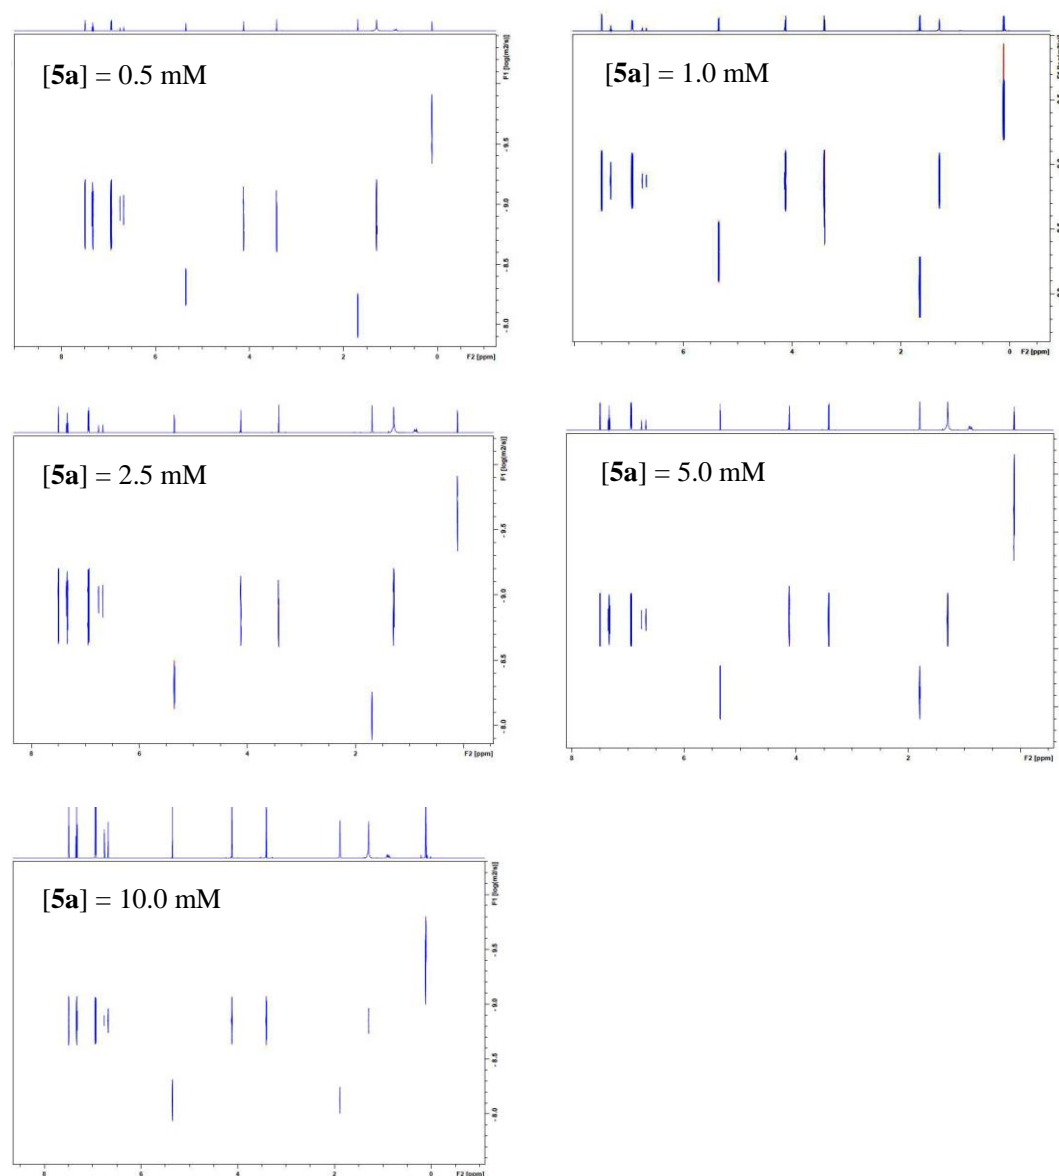 [5a] = 0.5 mM
F1 [log(m2/s)]
- 9.5
- 9.0
- 8.5
- 8.0
8 6 4 2 0 F2 [ppm]
[5a] = 1.0 mM
6 4 2 0 F2 [ppm]
[5a] = 2.5 mM
F1 [log(m2/s)]
- 9.5
- 9.0
- 8.5
- 8.0
8 6 4 2 F2 [ppm]
[5a] = 5.0 mM
8 6 4 2 F2 [ppm]
[5a] = 10.0 mM
F1 [log(m2/s)]
- 9.5
- 9.0
- 8.5
- 8.0
8 6 4 2 0 F2 [ppm]